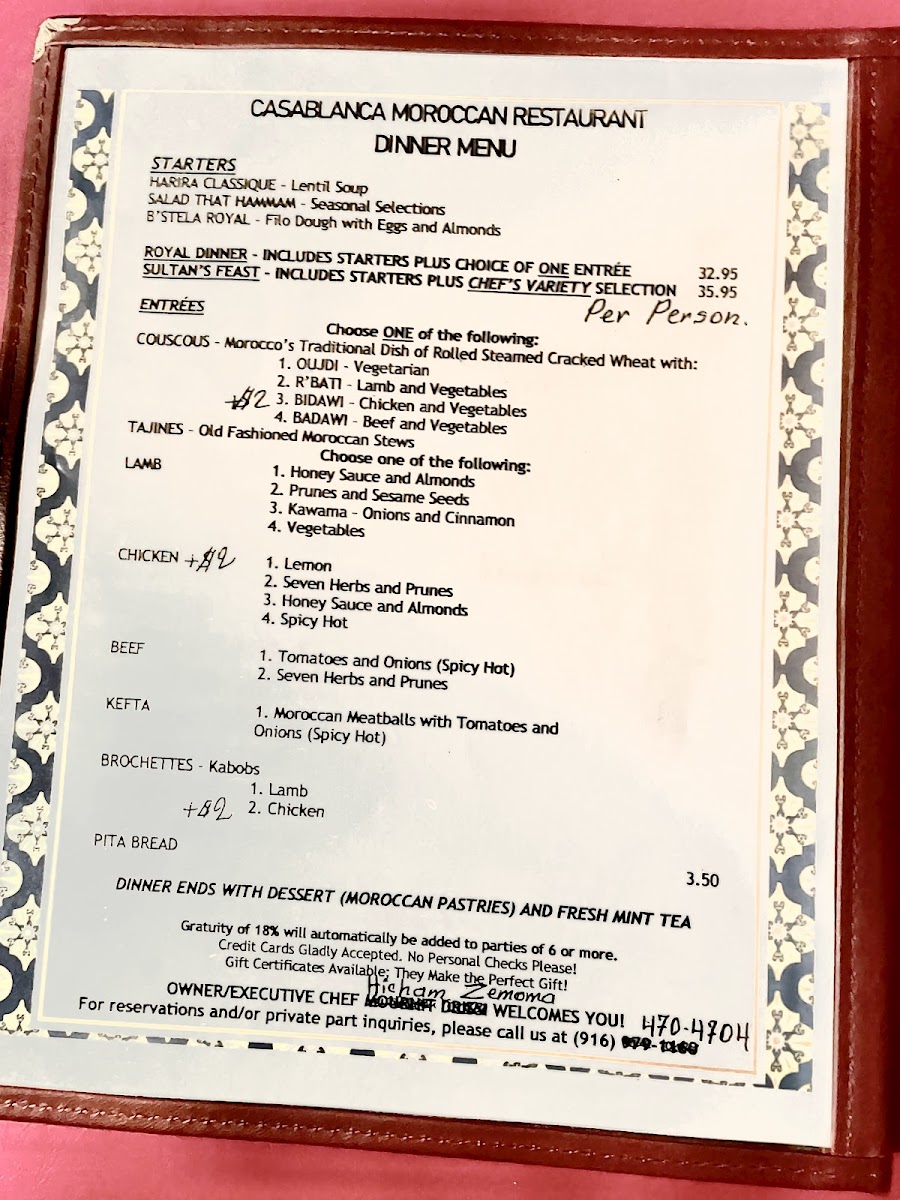 CASABLANCA MOROCCAN RESTAURANT
DINNER MENU
STARTERS
HARIRA CLASSIQUE - Lentil Soup
SALAD THAT HAMMAM - Seasonal Selections
B'STELA ROYAL - Filo Dough with Eggs and Almonds
ROYAL DINNER - INCLUDES STARTERS PLUS CHOICE OF ONE ENTRÉE 32.95
SULTAN'S FEAST - INCLUDES STARTERS PLUS CHEF'S VARIETY SELECTION 35.95
Per Person.
ENTRÉES
Choose ONE of the following:
COUSCOUS - Morocco's Traditional Dish of Rolled Steamed Cracked Wheat with:
1. OUJDI - Vegetarian
2. R'BATI - Lamb and Vegetables
+$2 3. BIDAWI - Chicken and Vegetables
4. BADAWI - Beef and Vegetables
TAJINES - Old Fashioned Moroccan Stews
Choose one of the following:
LAMB 1. Honey Sauce and Almonds
2. Prunes and Sesame Seeds
3. Kawama - Onions and Cinnamon
4. Vegetables
CHICKEN +$2 1. Lemon
2. Seven Herbs and Prunes
3. Honey Sauce and Almonds
4. Spicy Hot
BEEF 1. Tomatoes and Onions (Spicy Hot)
2. Seven Herbs and Prunes
KEFTA 1. Moroccan Meatballs with Tomatoes and
Onions (Spicy Hot)
BROCHETTES - Kabobs
1. Lamb
+$2 2. Chicken
PITA BREAD 3.50
DINNER ENDS WITH DESSERT (MOROCCAN PASTRIES) AND FRESH MINT TEA
Gratuity of 18% will automatically be added to parties of 6 or more.
Credit Cards Gladly Accepted. No Personal Checks Please!
Gift Certificates Available; They Make the Perfect Gift!
Hicham Zemoma
OWNER/EXECUTIVE CHEF WELCOMES YOU!
470-4704
For reservations and/or private part inquiries, please call us at (916)